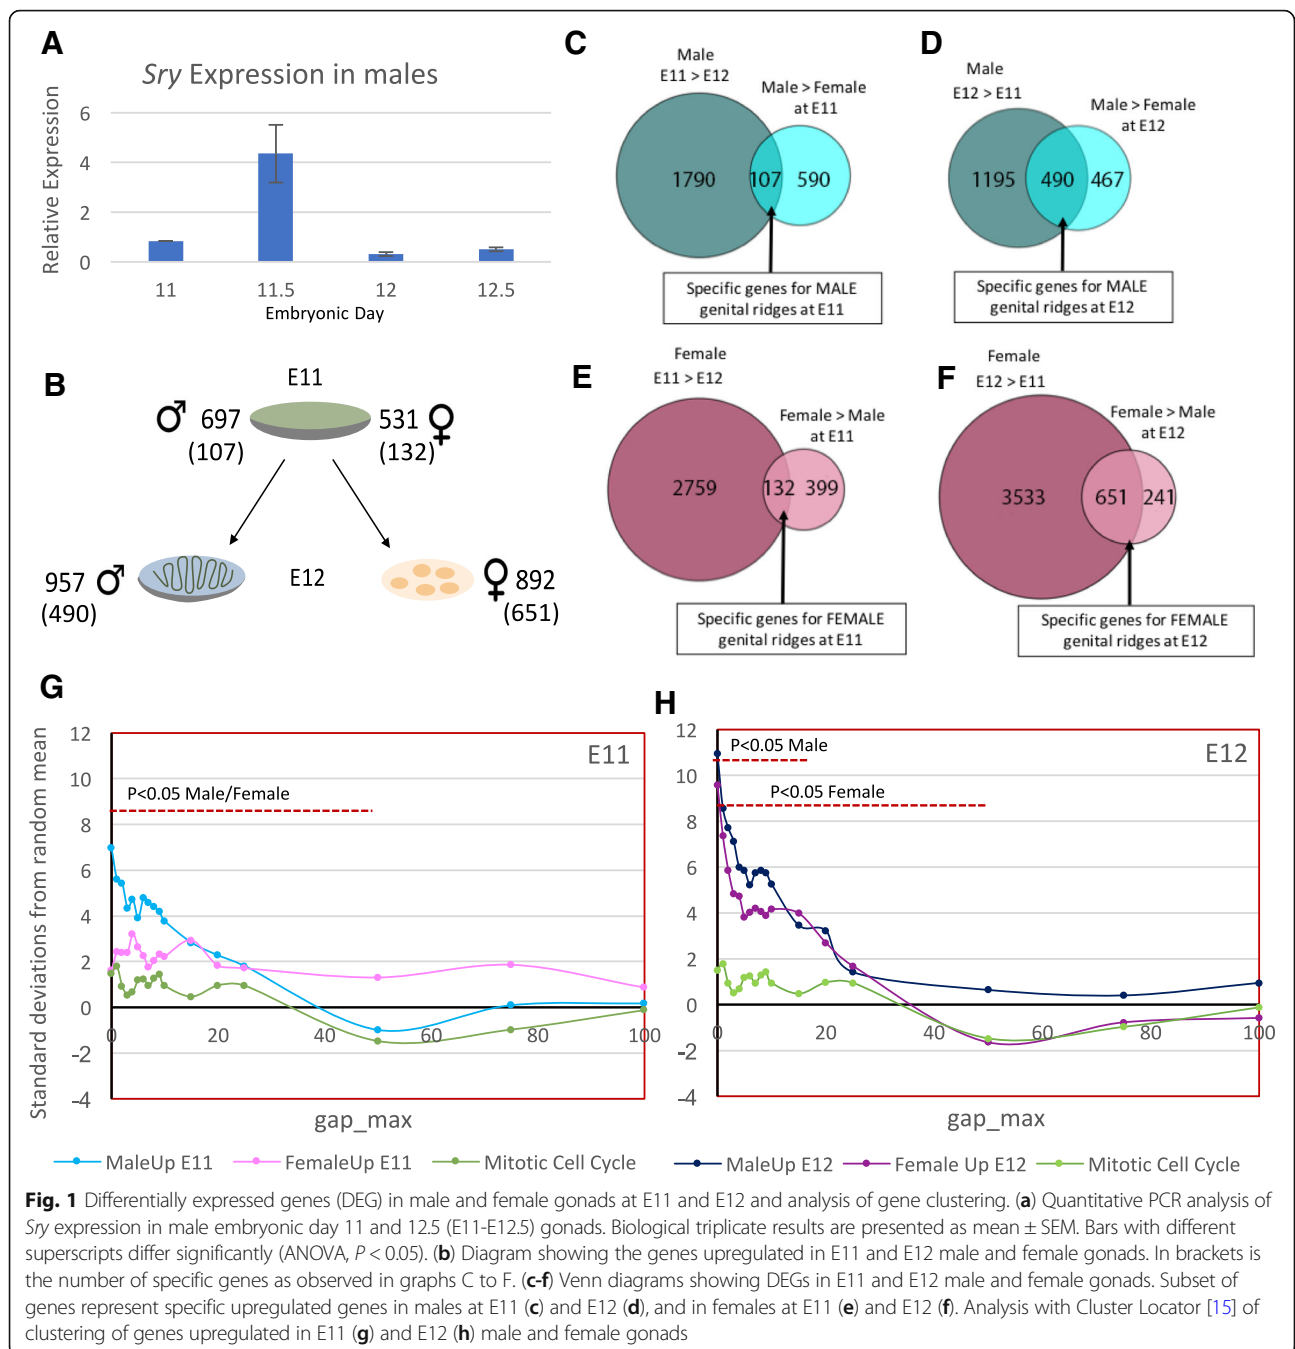 A
Sry Expression in males
Relative Expression
6
4
2
0
11
11.5
12
12.5
Embryonic Day
B
E11
♂ 697
(107)
531 ♀
(132)
957 ♂
(490)
E12
♀ 892
(651)
C
Male
E11 > E12
Male > Female
at E11
1790
107
590
Specific genes for MALE
genital ridges at E11
D
Male
E12 > E11
Male > Female
at E12
1195
490
467
Specific genes for MALE
genital ridges at E12
E
Female
E11 > E12
Female > Male
at E11
2759
132
399
Specific genes for FEMALE
genital ridges at E11
F
Female
E12 > E11
Female > Male
at E12
3533
651
241
Specific genes for FEMALE
genital ridges at E12
G
Standard deviations from random mean
12
10
8
6
4
2
0
-2
-4
E11
P<0.05 Male/Female
0
20
40
60
80
100
gap_max
MaleUp E11
FemaleUp E11
Mitotic Cell Cycle
H
12
10
8
6
4
2
0
-2
-4
E12
P<0.05 Male
P<0.05 Female
0
20
40
60
80
100
gap_max
MaleUp E12
Female Up E12
Mitotic Cell Cycle
Fig. 1 Differentially expressed genes (DEG) in male and female gonads at E11 and E12 and analysis of gene clustering. (a) Quantitative PCR analysis of
Sry expression in male embryonic day 11 and 12.5 (E11-E12.5) gonads. Biological triplicate results are presented as mean ± SEM. Bars with different
superscripts differ significantly (ANOVA, P < 0.05). (b) Diagram showing the genes upregulated in E11 and E12 male and female gonads. In brackets is
the number of specific genes as observed in graphs C to F. (c-f) Venn diagrams showing DEGs in E11 and E12 male and female gonads. Subset of
genes represent specific upregulated genes in males at E11 (c) and E12 (d), and in females at E11 (e) and E12 (f). Analysis with Cluster Locator [15] of
clustering of genes upregulated in E11 (g) and E12 (h) male and female gonads